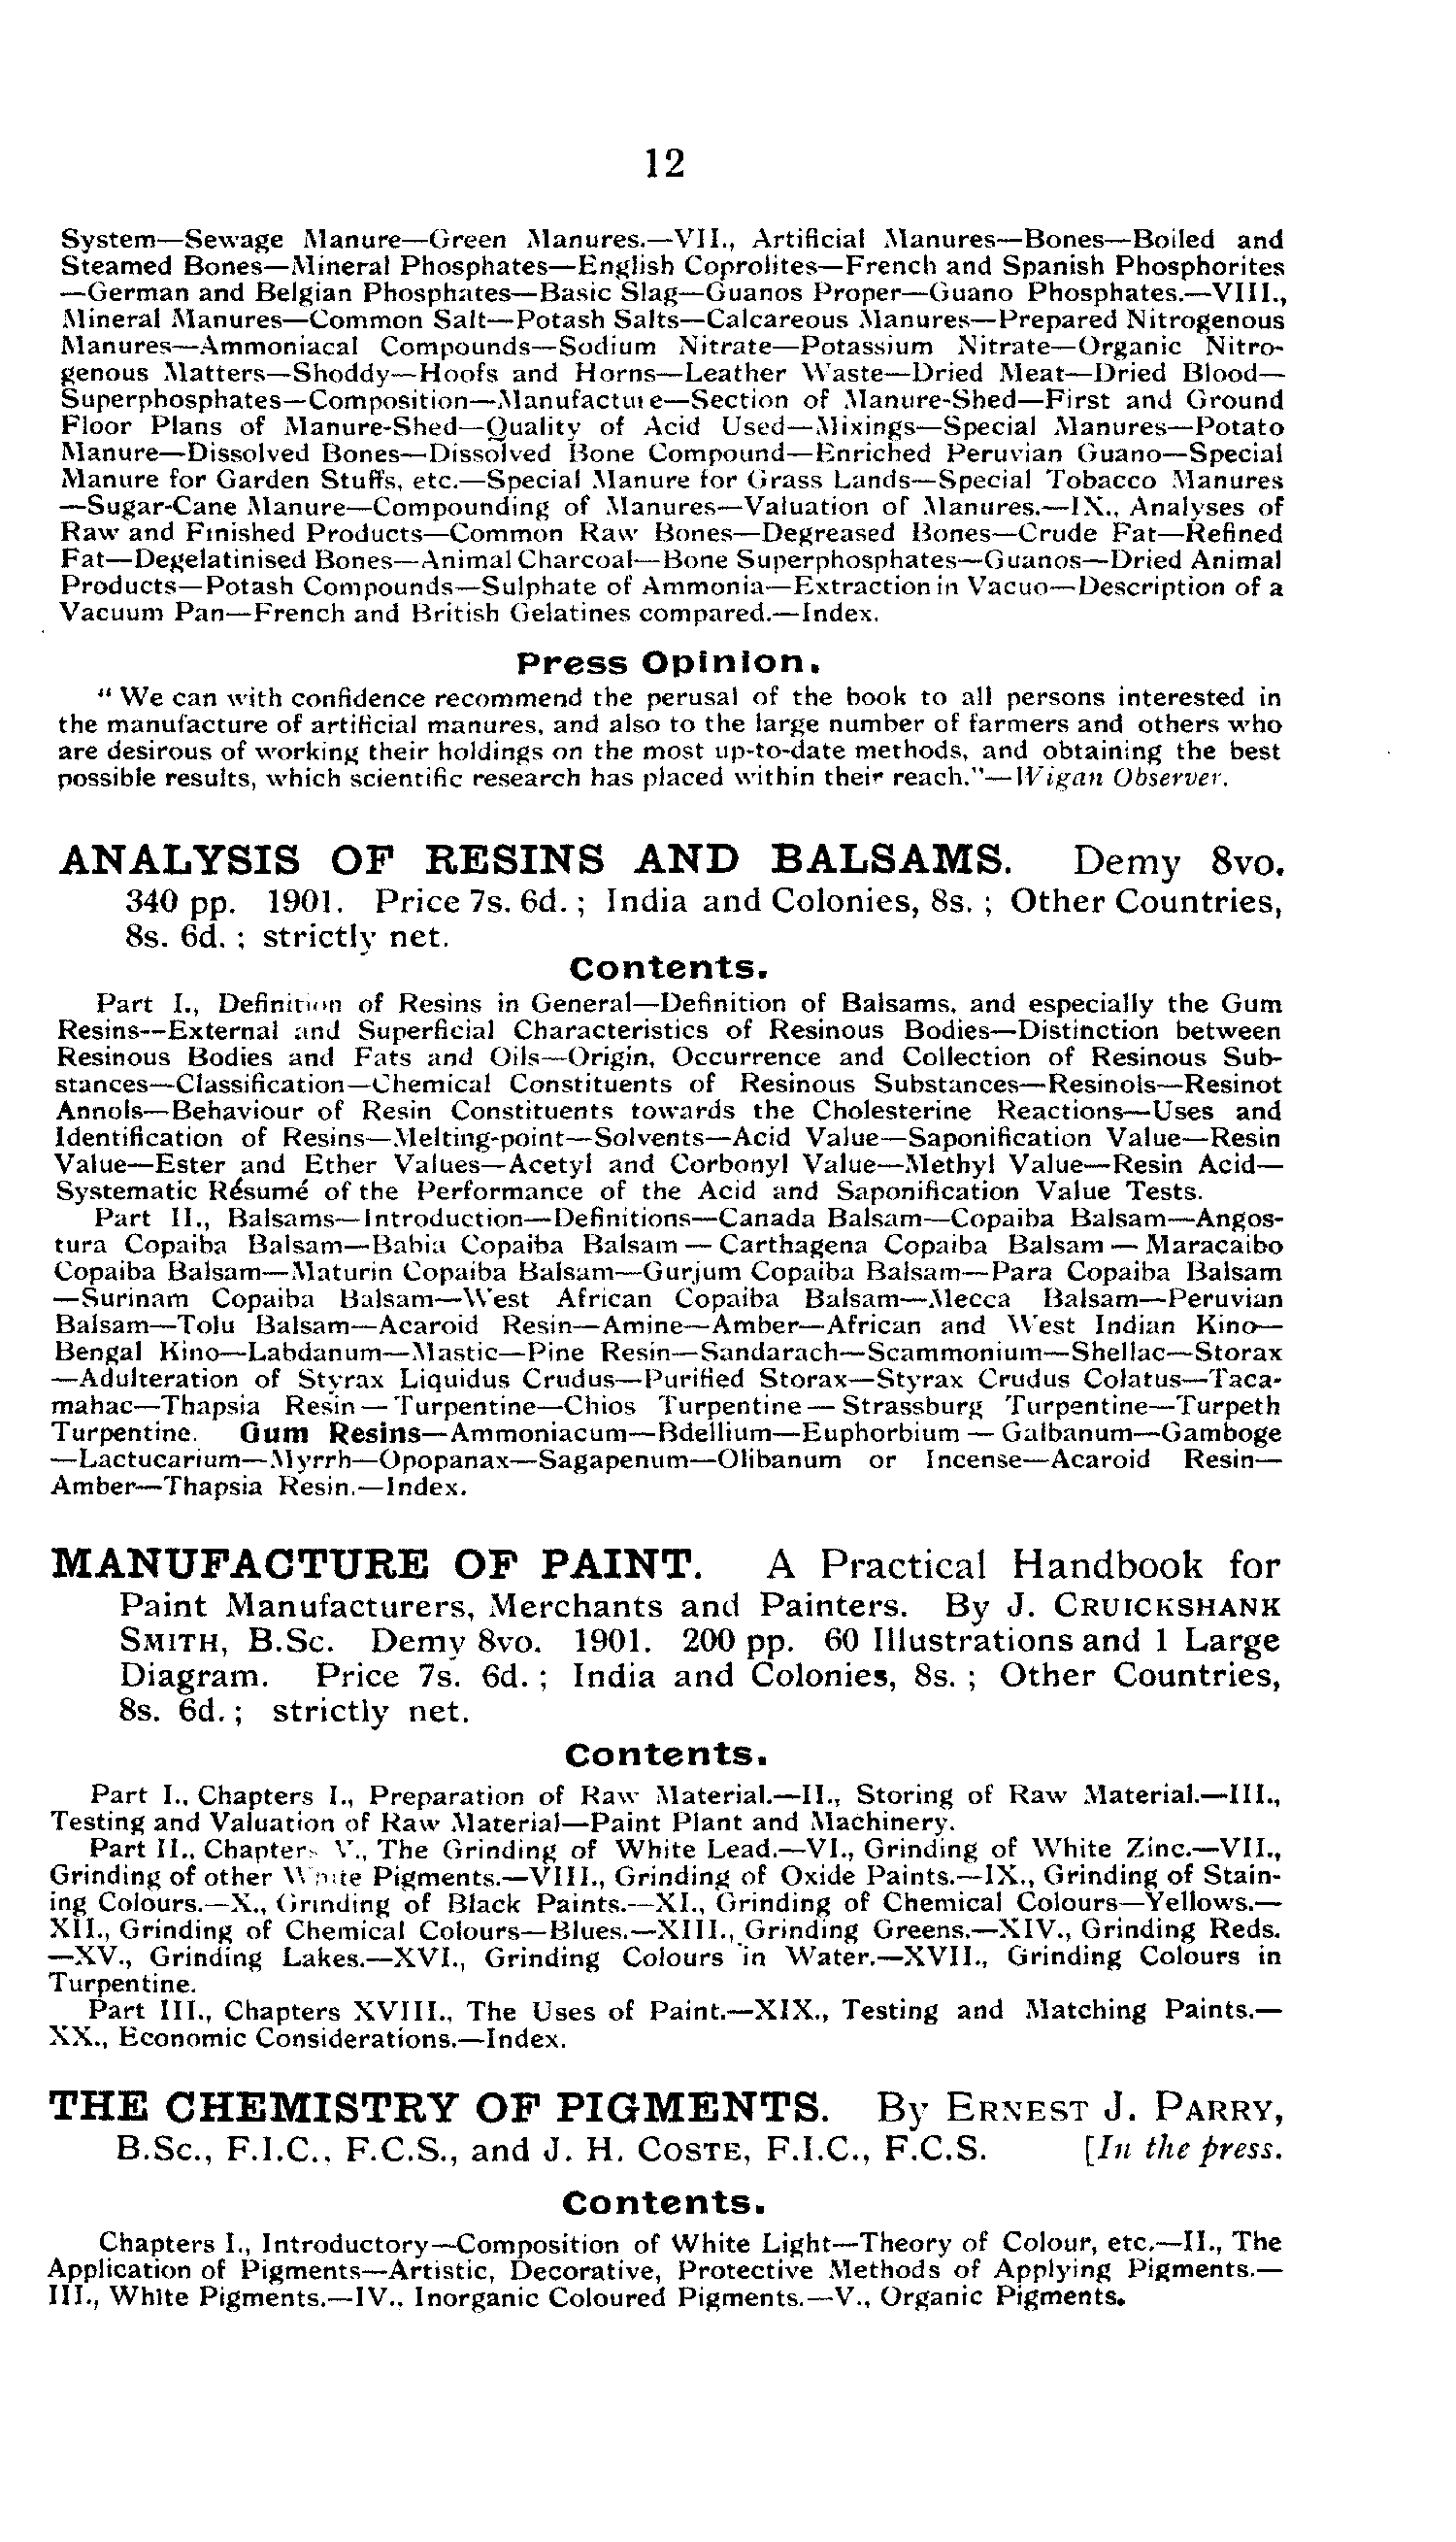 12
System—Sewage Manure—Green Manures.—VII., Artificial Manures—Bones—Boiled and
Steamed Bones—Mineral Phosphates—English Coprolites—French and Spanish Phosphorites
—German and Belgian Phosphates—Basic Slag—Guanos Proper—Guano Phosphates.—VIII.,
Mineral Manures—Common Salt—Potash Salts—Calcareous Manures—Prepared Nitrogenous
Manures—Ammoniacal Compounds—Sodium Nitrate—Potassium Nitrate—Organic Nitro-
genous Matters—Shoddy—Hoofs and Horns—Leather Waste—Dried Meat—Dried Blood—
Superphosphates—Composition—Manufacture—Section of Manure-Shed—First and Ground
Floor Plans of Manure-Shed—Quality of Acid Used—Mixings—Special Manures—Potato
Manure—Dissolved Bones—Dissolved Bone Compound—Enriched Peruvian Guano—Special
Manure for Garden Stuffs, etc.—Special Manure for Grass Lands—Special Tobacco Manures
—Sugar-Cane Manure—Compounding of Manures—Valuation of Manures.—IX., Analyses of
Raw and Finished Products—Common Raw Bones—Degreased Bones—Crude Fat—Refined
Fat—Degelatinised Bones—Animal Charcoal—Bone Superphosphates—Guanos—Dried Animal
Products—Potash Compounds—Sulphate of Ammonia—Extraction in Vacuo—Description of a
Vacuum Pan—French and British Gelatines compared.—Index.
Press Opinion.
"We can with confidence recommend the perusal of the book to all persons interested in
the manufacture of artificial manures, and also to the large number of farmers and others who
are desirous of working their holdings on the most up-to-date methods, and obtaining the best
possible results, which scientific research has placed within their reach."—Wigan Observer.
ANALYSIS OF RESINS AND BALSAMS. Demy 8vo.
340 pp. 1901. Price 7s. 6d.; India and Colonies, 8s.; Other Countries,
8s. 6d.; strictly net.
Contents.
Part I., Definition of Resins in General—Definition of Balsams, and especially the Gum
Resins—External and Superficial Characteristics of Resinous Bodies—Distinction between
Resinous Bodies and Fats and Oils—Origin, Occurrence and Collection of Resinous Sub-
stances—Classification—Chemical Constituents of Resinous Substances—Resinols—Resinot
Annols—Behaviour of Resin Constituents towards the Cholesterine Reactions—Uses and
Identification of Resins—Melting-point—Solvents—Acid Value—Saponification Value—Resin
Value—Ester and Ether Values—Acetyl and Corbonyl Value—Methyl Value—Resin Acid—
Systematic Résumé of the Performance of the Acid and Saponification Value Tests.
Part II., Balsams—Introduction—Definitions—Canada Balsam—Copaiba Balsam—Angos-
tura Copaiba Balsam—Bahia Copaiba Balsam—Carthagena Copaiba Balsam—Maracaibo
Copaiba Balsam—Maturin Copaiba Balsam—Gurjum Copaiba Balsam—Para Copaiba Balsam
—Surinam Copaiba Balsam—West African Copaiba Balsam—Mecca Balsam—Peruvian
Balsam—Tolu Balsam—Acaroid Resin—Amine—Amber—African and West Indian Kino—
Bengal Kino—Labdanum—Mastic—Pine Resin—Sandarach—Scammonium—Shellac—Storax
—Adulteration of Styrax Liquidus Crudus—Purified Storax—Styrax Crudus Colatus—Taca-
mahac—Thapsia Resin—Turpentine—Chios Turpentine—Strassburg Turpentine—Turpeth
Turpentine. Gum Resins—Ammoniacum—Bdellium—Euphorbium—Galbanum—Gamboge
—Lactucarium—Myrrh—Opopanax—Sagapenum—Olibanum or Incense—Acaroid Resin—
Amber—Thapsia Resin.—Index.
MANUFACTURE OF PAINT. A Practical Handbook for
Paint Manufacturers, Merchants and Painters. By J. CRUICKSHANK
SMITH, B.Sc. Demy 8vo. 1901. 200 pp. 60 Illustrations and 1 Large
Diagram. Price 7s. 6d.; India and Colonies, 8s.; Other Countries,
8s. 6d.; strictly net.
Contents.
Part I., Chapters I., Preparation of Raw Material.—II., Storing of Raw Material.—III.,
Testing and Valuation of Raw Material—Paint Plant and Machinery.
Part II., Chapters V., The Grinding of White Lead.—VI., Grinding of White Zinc.—VII.,
Grinding of other White Pigments.—VIII., Grinding of Oxide Paints.—IX., Grinding of Stain-
ing Colours.—X., Grinding of Black Paints.—XI., Grinding of Chemical Colours—Yellows.—
XII., Grinding of Chemical Colours—Blues.—XIII., Grinding Greens.—XIV., Grinding Reds.
—XV., Grinding Lakes.—XVI., Grinding Colours in Water.—XVII., Grinding Colours in
Turpentine.
Part III., Chapters XVIII., The Uses of Paint.—XIX., Testing and Matching Paints.—
XX., Economic Considerations.—Index.
THE CHEMISTRY OF PIGMENTS. By ERNEST J. PARRY,
B.Sc., F.I.C., F.C.S., and J. H. COSTE, F.I.C., F.C.S. [In the press.
Contents.
Chapters I., Introductory—Composition of White Light—Theory of Colour, etc.—II., The
Application of Pigments—Artistic, Decorative, Protective Methods of Applying Pigments.—
III., White Pigments.—IV., Inorganic Coloured Pigments.—V., Organic Pigments.